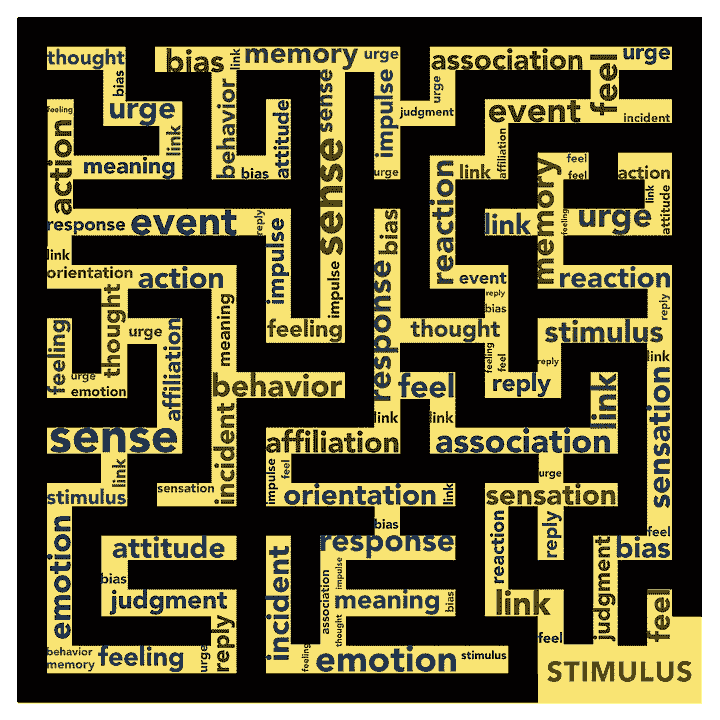 thought
bias
link
memory
urge
association
feel
urge
bias
urge
link
behavior
bias
attitude
sense
sense
impulse
urge
judgment
urge
event
incident
feeling
action
meaning
link
affiliation
reaction
memory
feel
feel
action
link
attitude
urge
feeling
link
response
event
reply
impulse
bias
response
link
orientation
action
impulse
event
reply
bias
reaction
reply
thought
urge
affiliation
meaning
feeling
thought
stimulus
link
feeling
urge
emotion
behavior
feel
feeling
feel
reply
reply
link
sensation
link
link
sense
incident
affiliation
association
link
stimulus
sensation
impulse
feel
orientation
link
urge
sensation
emotion
attitude
bias
response
reaction
reply
judgment
feel
bias
bias
judgment
incident
association
impulse
meaning
bias
link
feel
feel
behavior
memory
feeling
urge
reply
feeling
thought
emotion
stimulus
STIMULUS